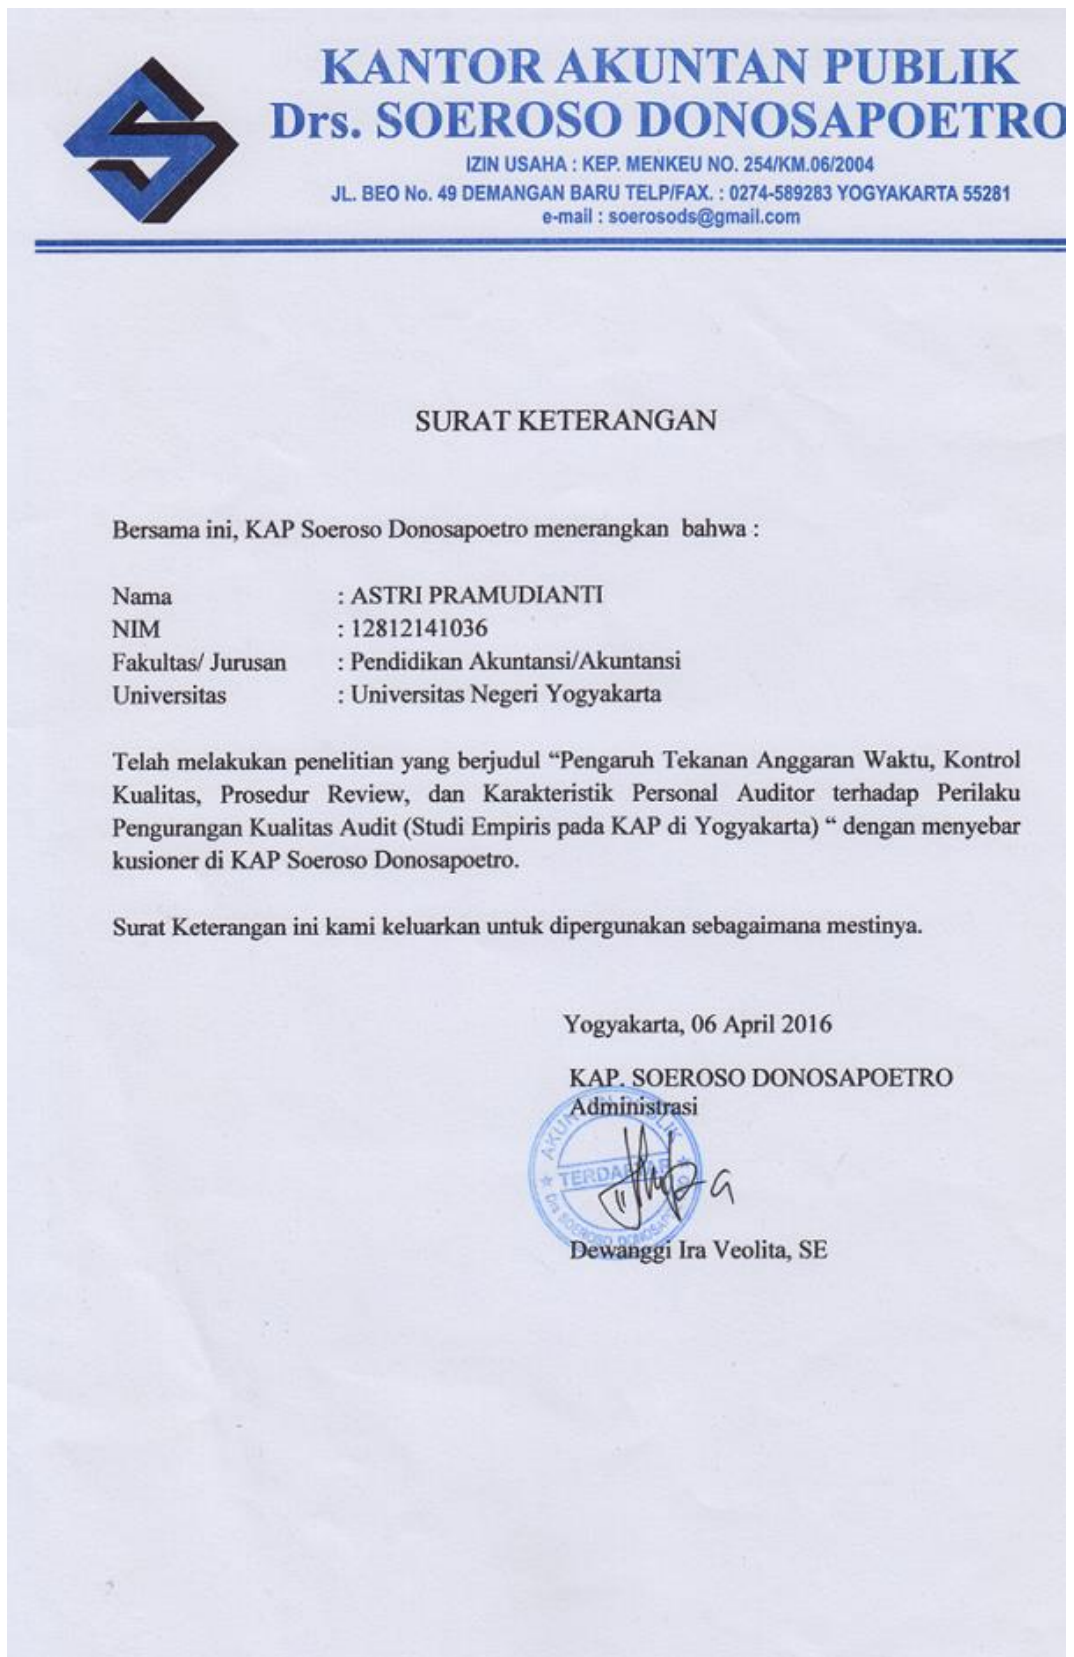 KANTOR AKUNTAN PUBLIK
Drs. SOEROSO DONOSAPOETRO
IZIN USAHA : KEP. MENKEU NO. 254/KM.06/2004
JL. BEO No. 49 DEMANGAN BARU TELP/FAX. : 0274-589283 YOGYAKARTA 55281
e-mail : soerosods@gmail.com
SURAT KETERANGAN
Bersama ini, KAP Soeroso Donosapoetro menerangkan bahwa :
Nama : ASTRI PRAMUDIANTI
NIM : 12812141036
Fakultas/ Jurusan : Pendidikan Akuntansi/Akuntansi
Universitas : Universitas Negeri Yogyakarta
Telah melakukan penelitian yang berjudul “Pengaruh Tekanan Anggaran Waktu, Kontrol
Kualitas, Prosedur Review, dan Karakteristik Personal Auditor terhadap Perilaku
Pengurangan Kualitas Audit (Studi Empiris pada KAP di Yogyakarta) “ dengan menyebar
kusioner di KAP Soeroso Donosapoetro.
Surat Keterangan ini kami keluarkan untuk dipergunakan sebagaimana mestinya.
Yogyakarta, 06 April 2016
KAP. SOEROSO DONOSAPOETRO
Administrasi
AKUNTAN PUBLIK
TERDAFTAR
Drs SOEROSO DONOSAPOETRO
Dewanggi Ira Veolita, SE